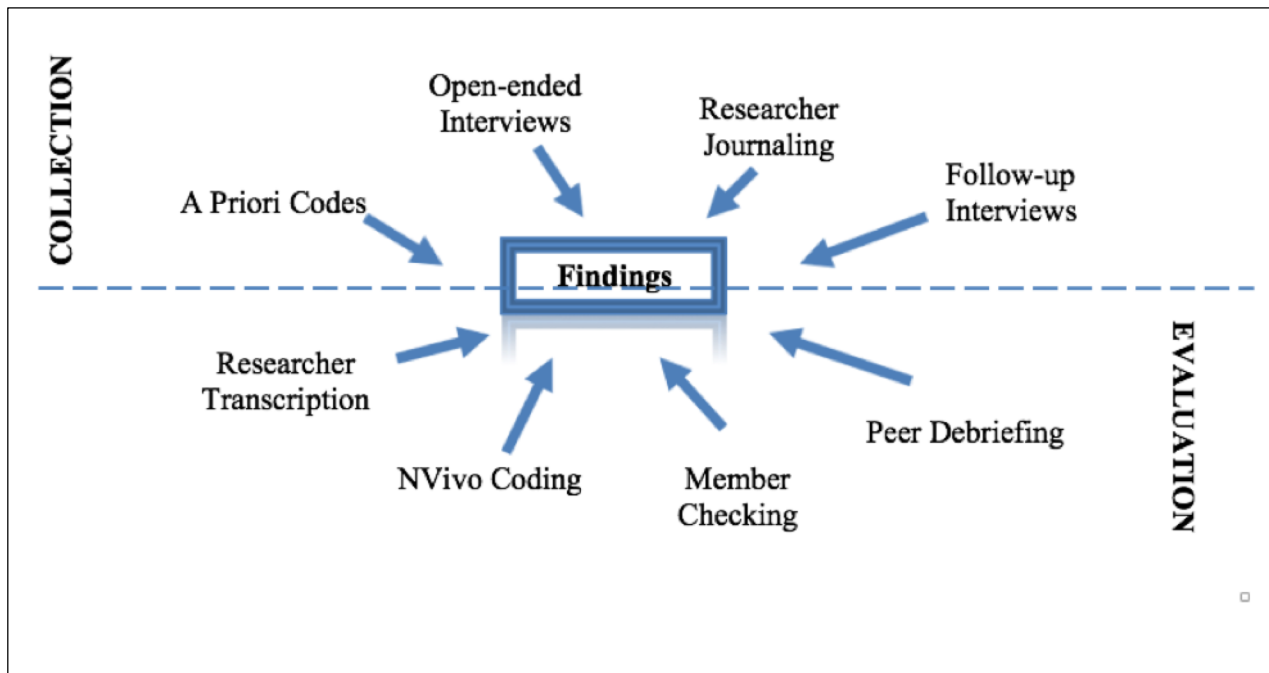 COLLECTION
Open-ended
Interviews
Researcher
Journaling
A Priori Codes
Follow-up
Interviews
Findings
EVALUATION
Researcher
Transcription
Peer Debriefing
NVivo Coding
Member
Checking